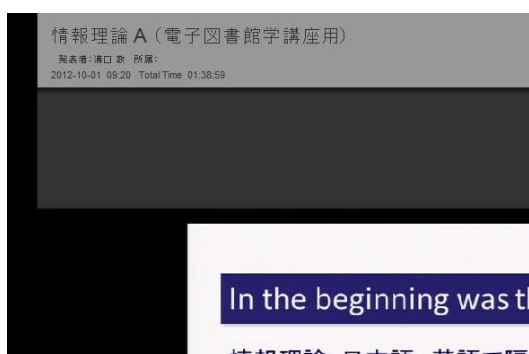 情報理論 A (電子図書館学講座用)
発表者:溝口 敦 所属:
2012-10-01 09:20 Total Time 01:38:59
In the beginning was th